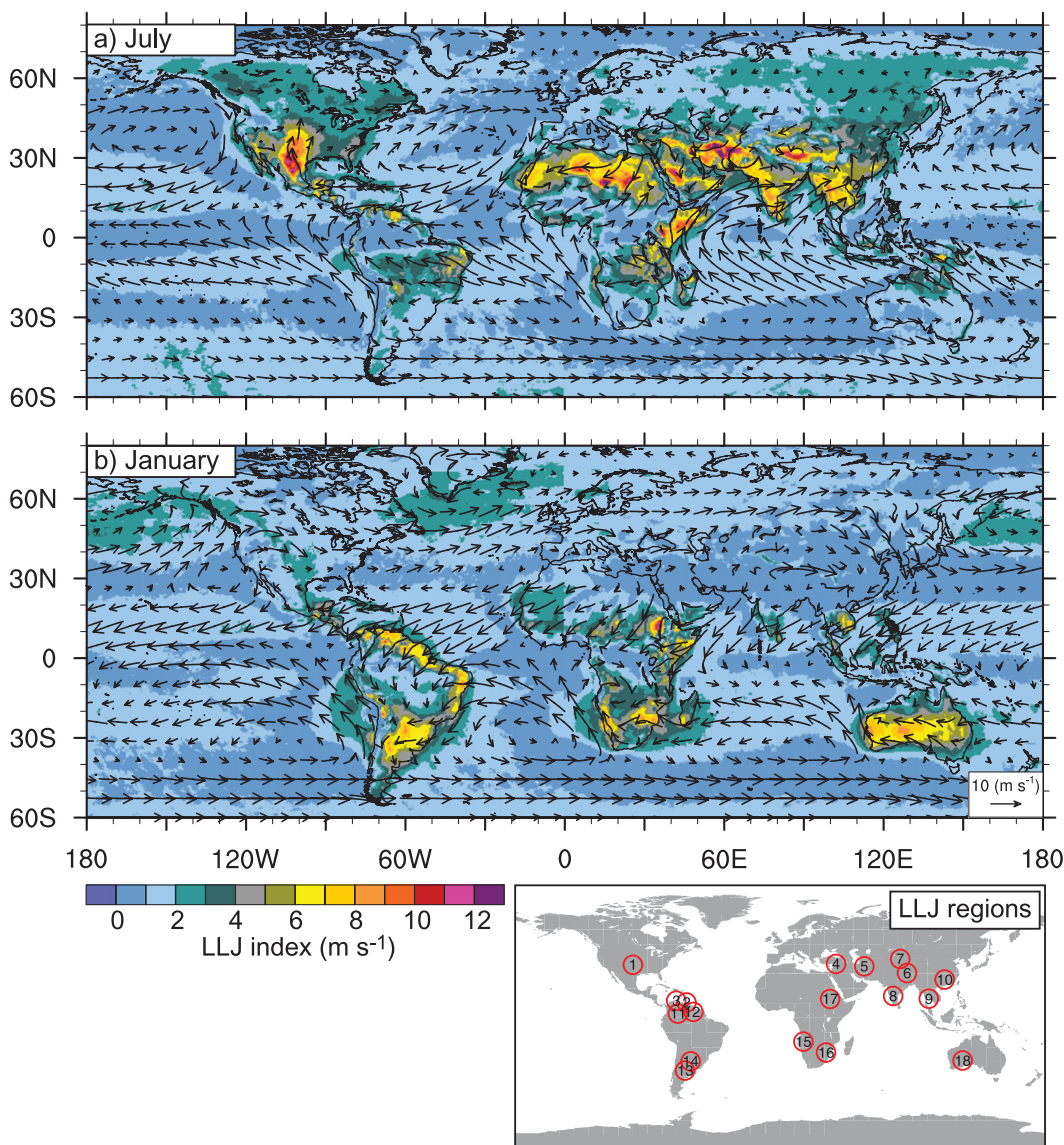 a) July
60N
30N
0
30S
60S
b) January
60N
30N
0
30S
60S
10 (m s⁻¹)
180 120W 60W 0 60E 120E 180
0 2 4 6 8 10 12
LLJ index (m s⁻¹)
LLJ regions
1
4
5
7
6
10
3
2
11
12
17
8
9
15
16
14
13
18